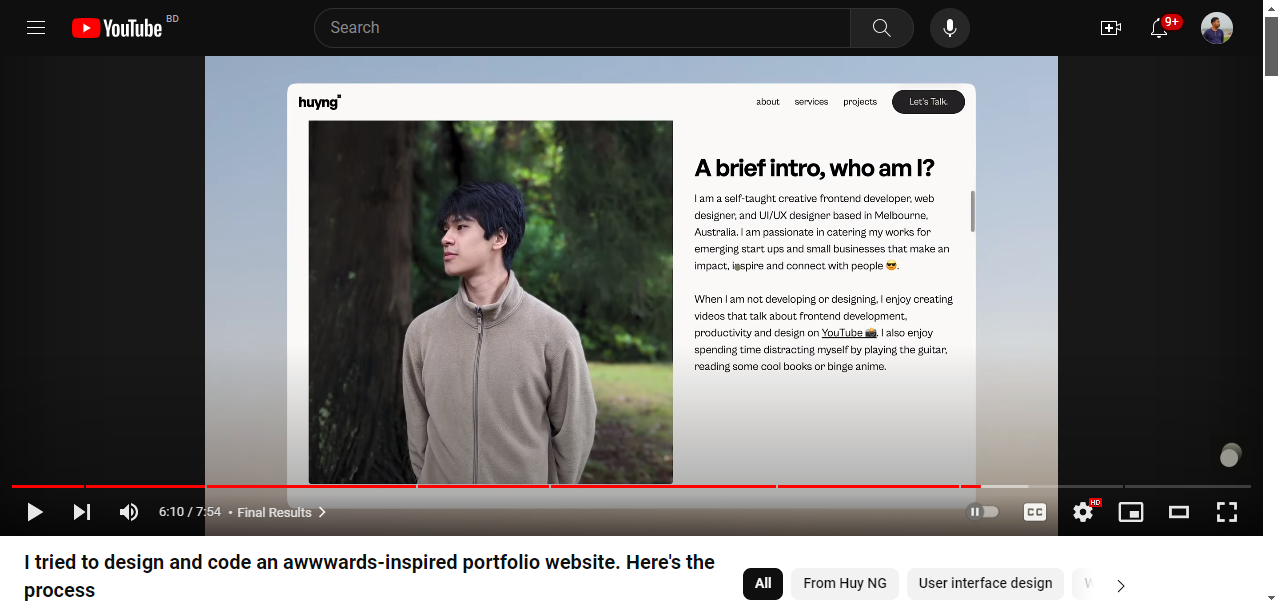 YouTube BD
Search
9+
huyng
about services projects Let's Talk.
A brief intro, who am I?
I am a self-taught creative frontend developer, web
designer, and UI/UX designer based in Melbourne,
Australia. I am passionate in catering my works for
emerging start ups and small businesses that make an
impact, inspire and connect with people 😎.
When I am not developing or designing, I enjoy creating
videos that talk about frontend development,
productivity and design on YouTube 📸. I also enjoy
spending time distracting myself by playing the guitar,
reading some cool books or binge anime.
6:10 / 7:54 • Final Results
CC
HD
I tried to design and code an awwwards-inspired portfolio website. Here's the
process
All From Huy NG User interface design